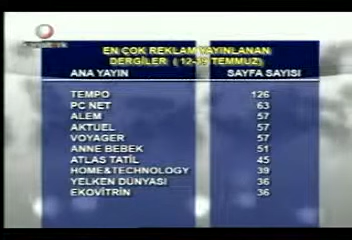 EN ÇOK REKLAM YAYINLANAN
DERGİLER ( 12-19 TEMMUZ)
ANA YAYIN SAYFA SAYISI
TEMPO 126
PC NET 63
ALEM 57
AKTUEL 57
VOYAGER 57
ANNE BEBEK 51
ATLAS TATİL 45
HOME&TECHNOLOGY 39
YELKEN DÜNYASI 36
EKOVİTRİN 36